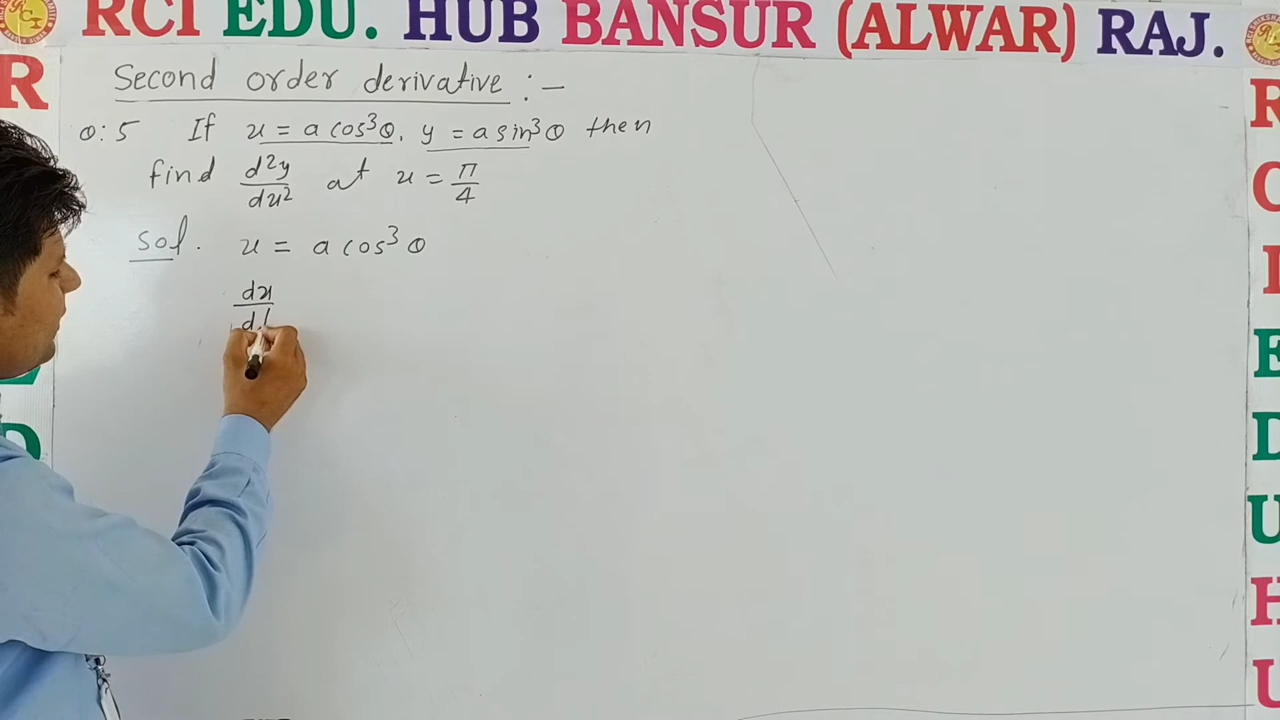 RCI EDU. HUB BANSUR (ALWAR) RAJ.
Second order derivative :-
Q:5 If x = a cos³θ, y = a sin³θ then
find d²y/dx² at x = π/4
Sol. x = a cos³θ
dx/d
R
R
C
I
E
D
U
H
U